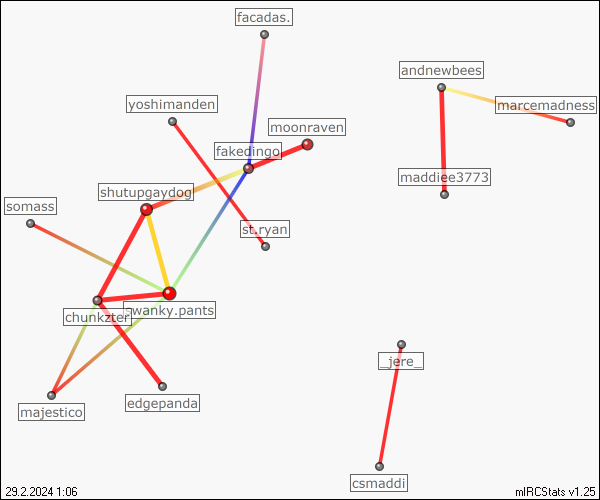 facadas.
andnewbees
marcemadness
yoshimanden
moonraven
fakedingo
maddiee3773
shutupgaydog
somass
st.ryan
wanky.pants
chunkzter
_jere_
majestico
edgepanda
csmaddi
29.2.2024 1:06
mIRCStats v1.25